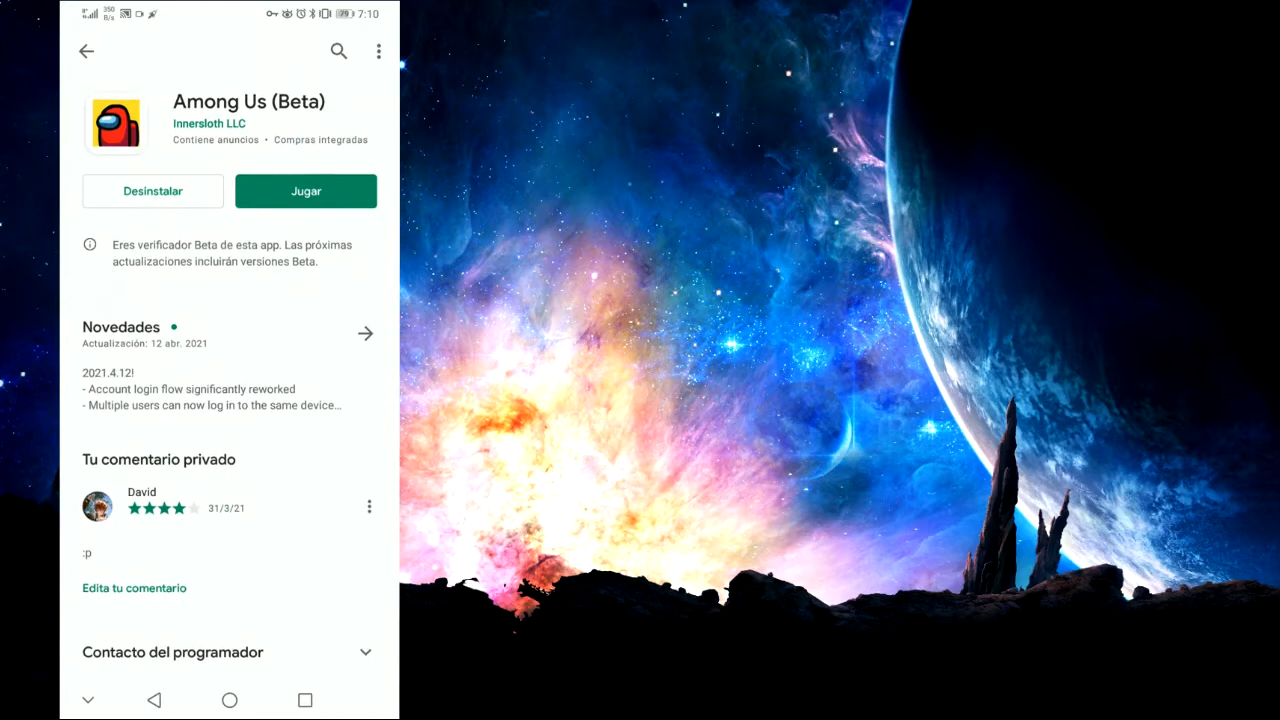 350
B/s
79
7:10
Among Us (Beta)
Innersloth LLC
Contiene anuncios • Compras integradas
Desinstalar
Jugar
Eres verificador Beta de esta app. Las próximas
actualizaciones incluirán versiones Beta.
Novedades
Actualización: 12 abr. 2021
2021.4.12!
- Account login flow significantly reworked
- Multiple users can now log in to the same device...
Tu comentario privado
David
31/3/21
:p
Edita tu comentario
Contacto del programador